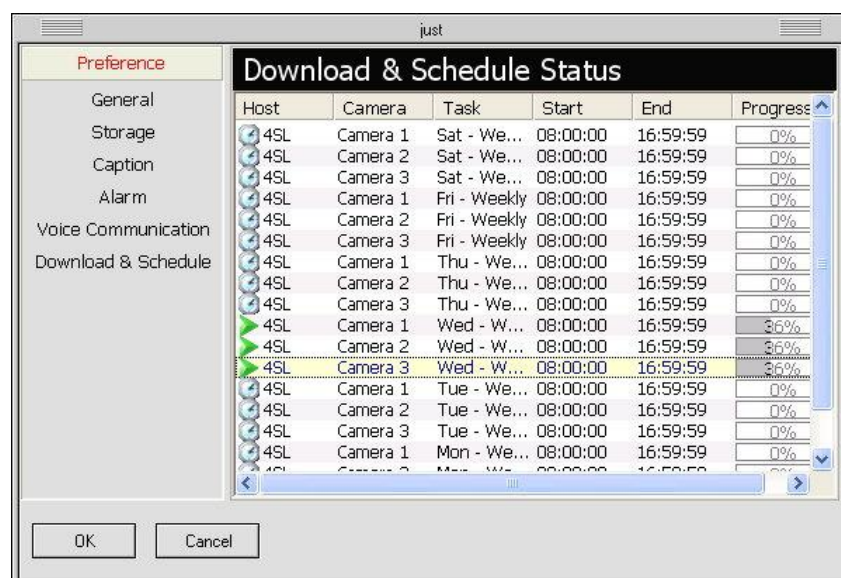 just
Preference
General
Storage
Caption
Alarm
Voice Communication
Download & Schedule
Download & Schedule Status
Host Camera Task Start End Progress
4SL Camera 1 Sat - We... 08:00:00 16:59:59 0%
4SL Camera 2 Sat - We... 08:00:00 16:59:59 0%
4SL Camera 3 Sat - We... 08:00:00 16:59:59 0%
4SL Camera 1 Fri - Weekly 08:00:00 16:59:59 0%
4SL Camera 2 Fri - Weekly 08:00:00 16:59:59 0%
4SL Camera 3 Fri - Weekly 08:00:00 16:59:59 0%
4SL Camera 1 Thu - We... 08:00:00 16:59:59 0%
4SL Camera 2 Thu - We... 08:00:00 16:59:59 0%
4SL Camera 3 Thu - We... 08:00:00 16:59:59 0%
4SL Camera 1 Wed - W... 08:00:00 16:59:59 36%
4SL Camera 2 Wed - W... 08:00:00 16:59:59 36%
4SL Camera 3 Wed - W... 08:00:00 16:59:59 36%
4SL Camera 1 Tue - We... 08:00:00 16:59:59 0%
4SL Camera 2 Tue - We... 08:00:00 16:59:59 0%
4SL Camera 3 Tue - We... 08:00:00 16:59:59 0%
4SL Camera 1 Mon - We... 08:00:00 16:59:59 0%
OK Cancel